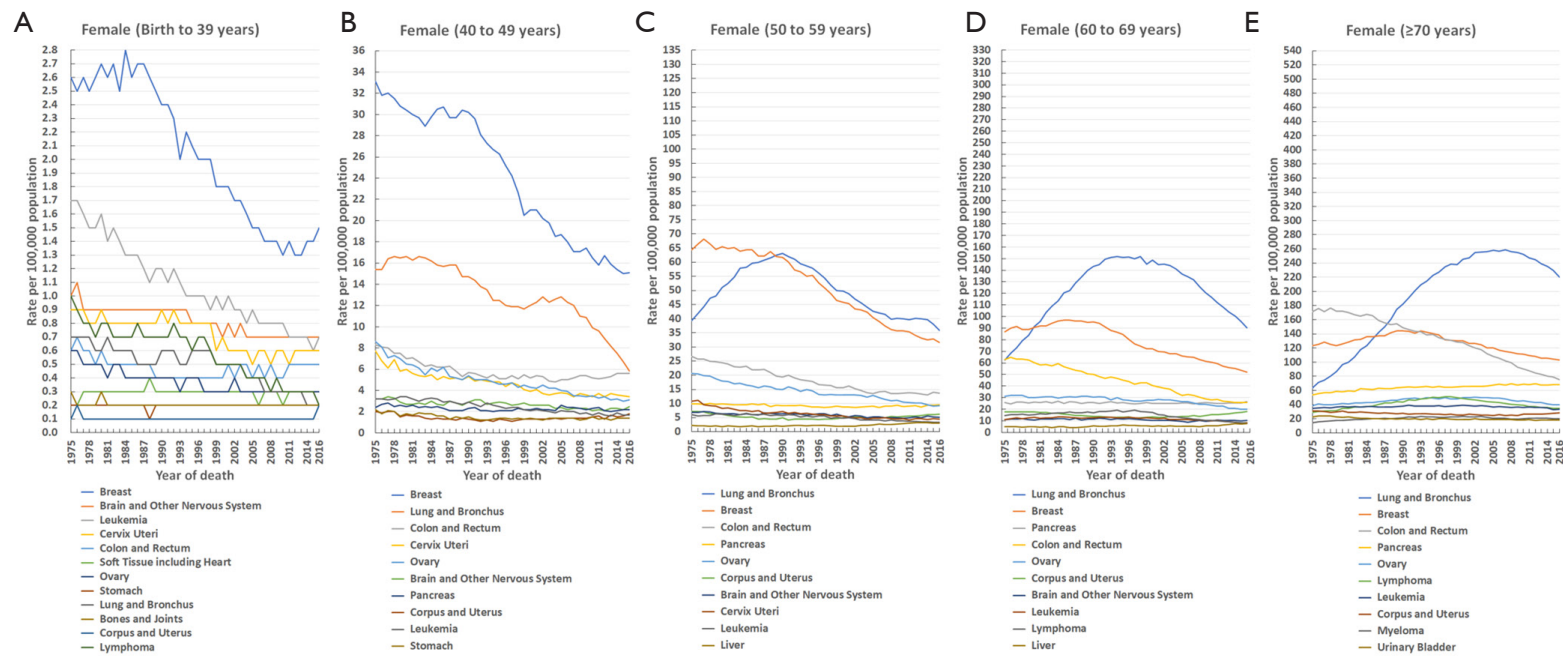 A
Female (Birth to 39 years)
Rate per 100,000 population
2.8
2.7
2.6
2.5
2.4
2.3
2.2
2.1
2.0
1.9
1.8
1.7
1.6
1.5
1.4
1.3
1.2
1.1
1.0
0.9
0.8
0.7
0.6
0.5
0.4
0.3
0.2
0.1
0.0
1975 1978 1981 1984 1987 1990 1993 1996 1999 2002 2005 2008 2011 2014 2016
Year of death
Breast
Brain and Other Nervous System
Leukemia
Cervix Uteri
Colon and Rectum
Soft Tissue including Heart
Ovary
Stomach
Lung and Bronchus
Bones and Joints
Corpus and Uterus
Lymphoma
B
Female (40 to 49 years)
Rate per 100,000 population
36
34
32
30
28
26
24
22
20
18
16
14
12
10
8
6
4
2
0
1975 1978 1981 1984 1987 1990 1993 1996 1999 2002 2005 2008 2011 2014 2016
Year of death
Breast
Lung and Bronchus
Colon and Rectum
Cervix Uteri
Ovary
Brain and Other Nervous System
Pancreas
Corpus and Uterus
Leukemia
Stomach
C
Female (50 to 59 years)
Rate per 100,000 population
135
130
125
120
115
110
105
100
95
90
85
80
75
70
65
60
55
50
45
40
35
30
25
20
15
10
5
0
1975 1978 1981 1984 1987 1990 1993 1996 1999 2002 2005 2008 2011 2014 2016
Year of death
Lung and Bronchus
Breast
Colon and Rectum
Pancreas
Ovary
Corpus and Uterus
Brain and Other Nervous System
Cervix Uteri
Leukemia
Liver
D
Female (60 to 69 years)
Rate per 100,000 population
330
320
310
300
290
280
270
260
250
240
230
220
210
200
190
180
170
160
150
140
130
120
110
100
90
80
70
60
50
40
30
20
10
0
1975 1978 1981 1984 1987 1990 1993 1996 1999 2002 2005 2008 2011 2014 2016
Year of death
Lung and Bronchus
Breast
Pancreas
Colon and Rectum
Ovary
Corpus and Uterus
Brain and Other Nervous System
Leukemia
Lymphoma
Liver
E
Female (≥70 years)
Rate per 100,000 population
540
520
500
480
460
440
420
400
380
360
340
320
300
280
260
240
220
200
180
160
140
120
100
80
60
40
20
0
1975 1978 1981 1984 1987 1990 1993 1996 1999 2002 2005 2008 2011 2014 2016
Year of death
Lung and Bronchus
Breast
Colon and Rectum
Pancreas
Ovary
Lymphoma
Leukemia
Corpus and Uterus
Myeloma
Urinary Bladder